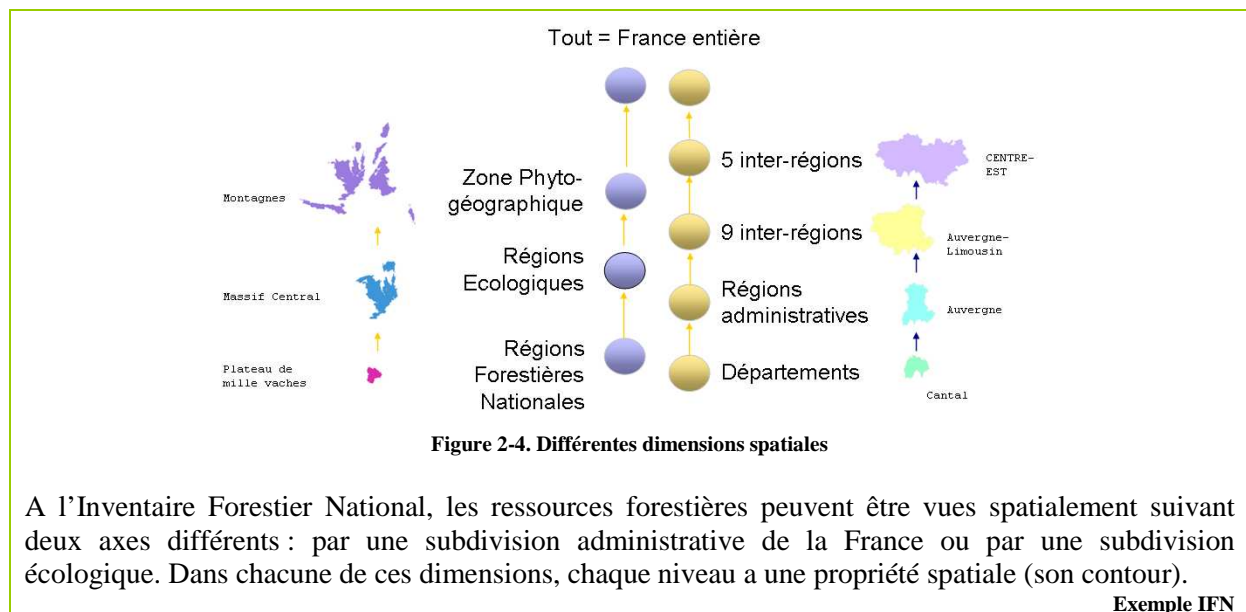 Tout = France entière
Montagnes
Massif Central
Plateau de
mille vaches
Zone Phyto-
géographique
Régions
Ecologiques
Régions
Forestières
Nationales
5 inter-régions
9 inter-régions
Régions
administratives
Départements
CENTRE-
EST
Auvergne-
Limousin
Auvergne
Cantal
Figure 2-4. Différentes dimensions spatiales
A l’Inventaire Forestier National, les ressources forestières peuvent être vues spatialement suivant
deux axes différents : par une subdivision administrative de la France ou par une subdivision
écologique. Dans chacune de ces dimensions, chaque niveau a une propriété spatiale (son contour).
Exemple IFN